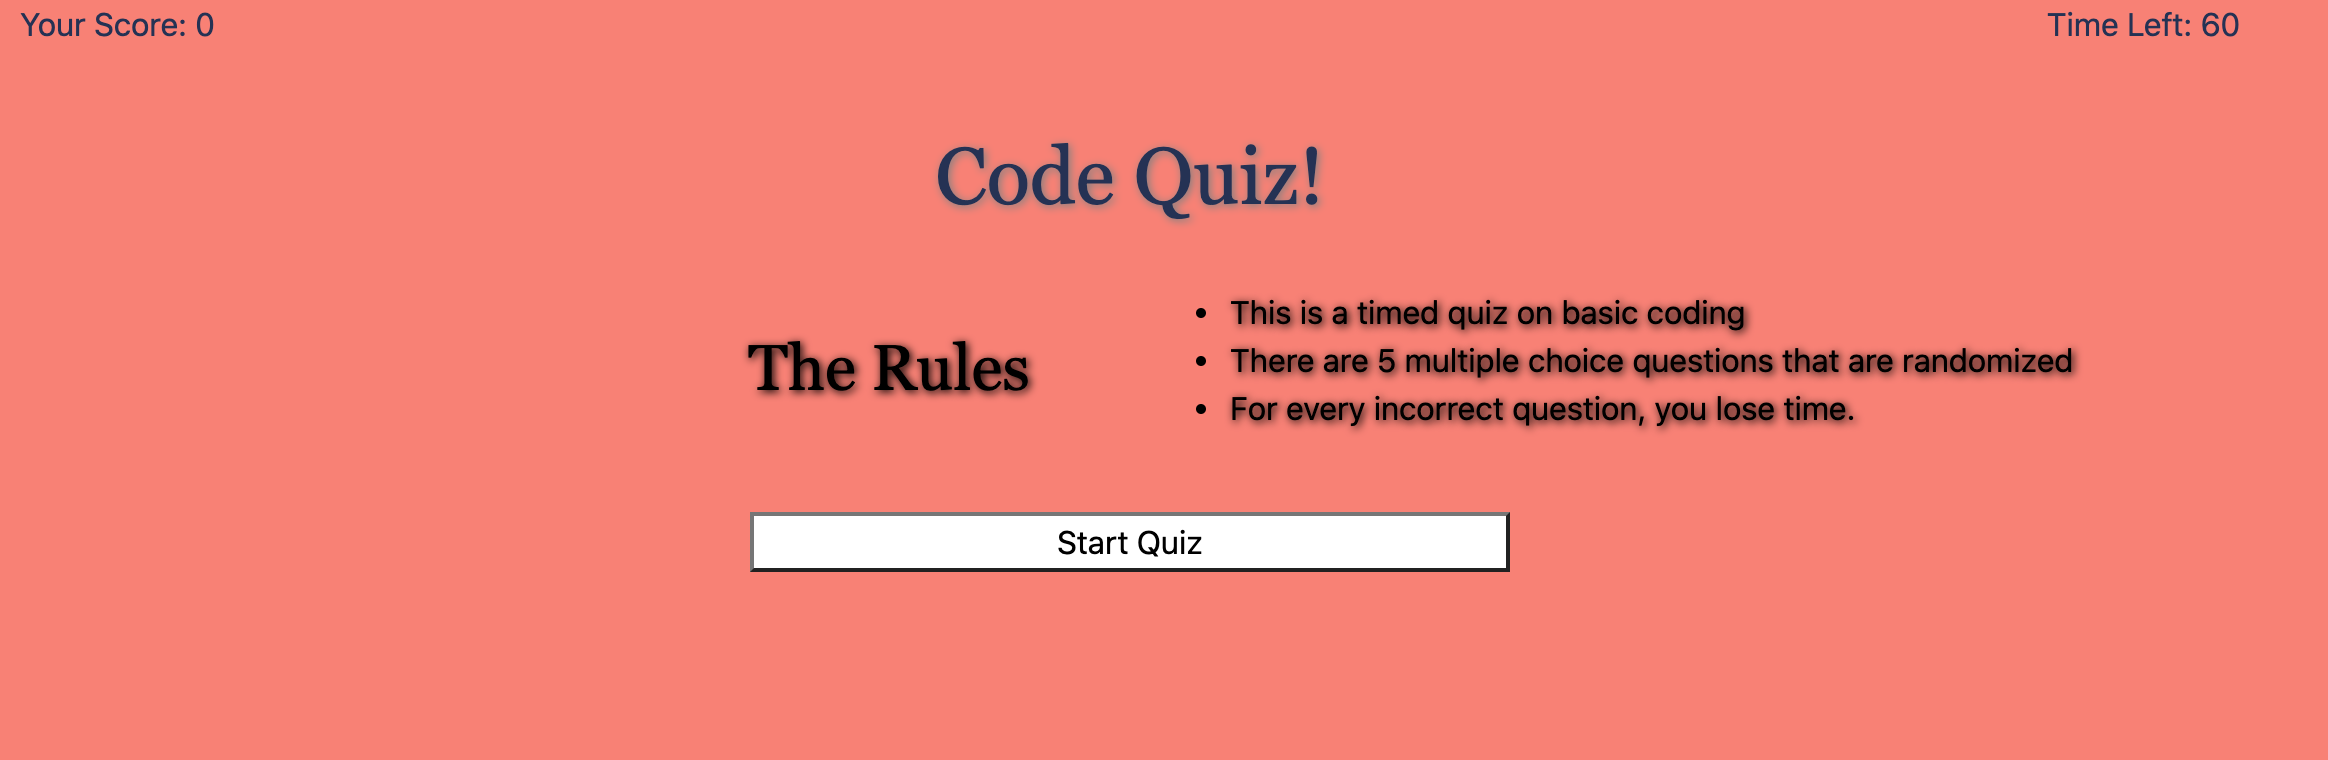 Your Score: 0
Time Left: 60
Code Quiz!
The Rules
• This is a timed quiz on basic coding
• There are 5 multiple choice questions that are randomized
• For every incorrect question, you lose time.
Start Quiz